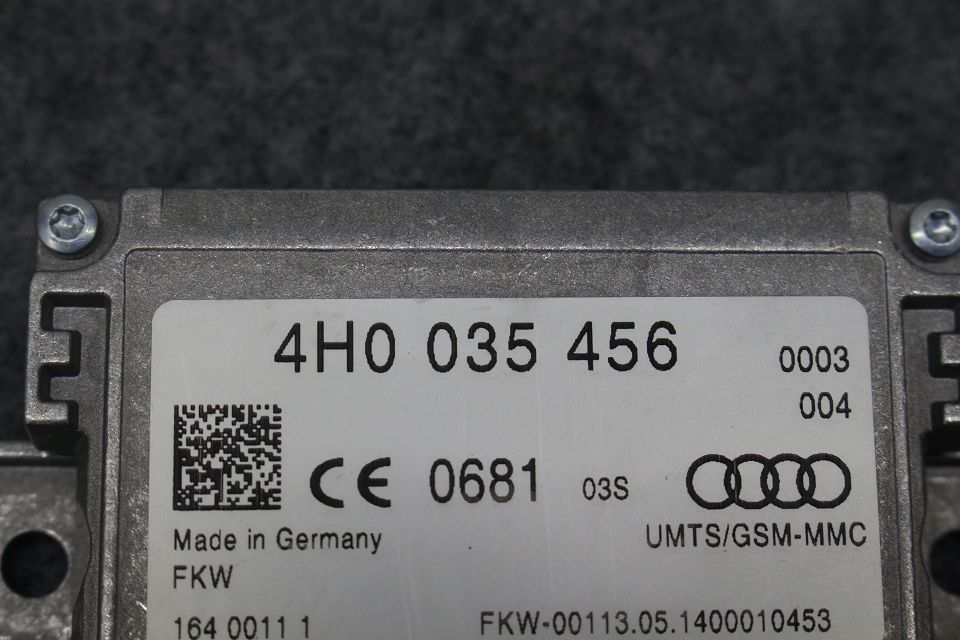 4H0 035 456
0003
004
CE 0681 03S
Made in Germany
UMTS/GSM-MMC
FKW
164 0011 1
FKW-00113.05.1400010453